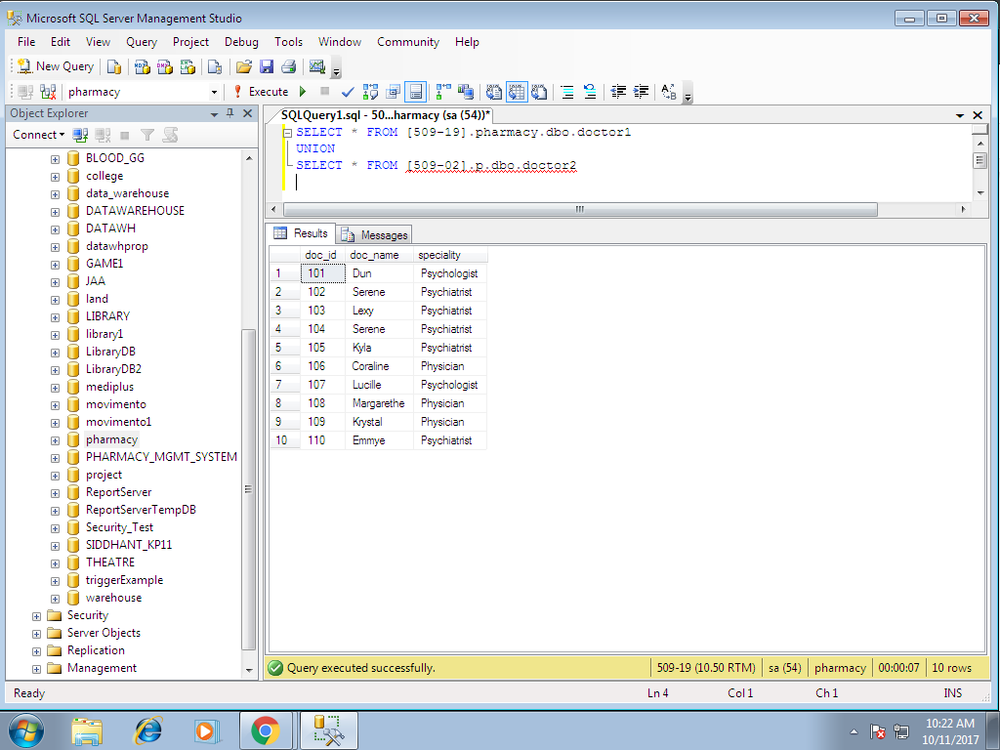 Microsoft SQL Server Management Studio
File Edit View Query Project Debug Tools Window Community Help
New Query
pharmacy Execute
Object Explorer
Connect
BLOOD_GG
college
data_warehouse
DATAWAREHOUSE
DATAWH
datawhprop
GAME1
JAA
land
LIBRARY
library1
LibraryDB
LibraryDB2
mediplus
movimento
movimento1
pharmacy
PHARMACY_MGMT_SYSTEM
project
ReportServer
ReportServerTempDB
Security_Test
SIDDHANT_KP11
THEATRE
triggerExample
warehouse
Security
Server Objects
Replication
Management
SQLQuery1.sql - 50...harmacy (sa (54))*
SELECT * FROM [509-19].pharmacy.dbo.doctor1
UNION
SELECT * FROM [509-02].p.dbo.doctor2
Results Messages
doc_id doc_name speciality
1 101 Dun Psychologist
2 102 Serene Psychiatrist
3 103 Lexy Psychiatrist
4 104 Serene Psychiatrist
5 105 Kyla Psychiatrist
6 106 Coraline Physician
7 107 Lucille Psychologist
8 108 Margarethe Physician
9 109 Krystal Physician
10 110 Emmye Psychiatrist
Query executed successfully. 509-19 (10.50 RTM) sa (54) pharmacy 00:00:07 10 rows
Ready Ln 4 Col 1 Ch 1 INS
10:22 AM
10/11/2017